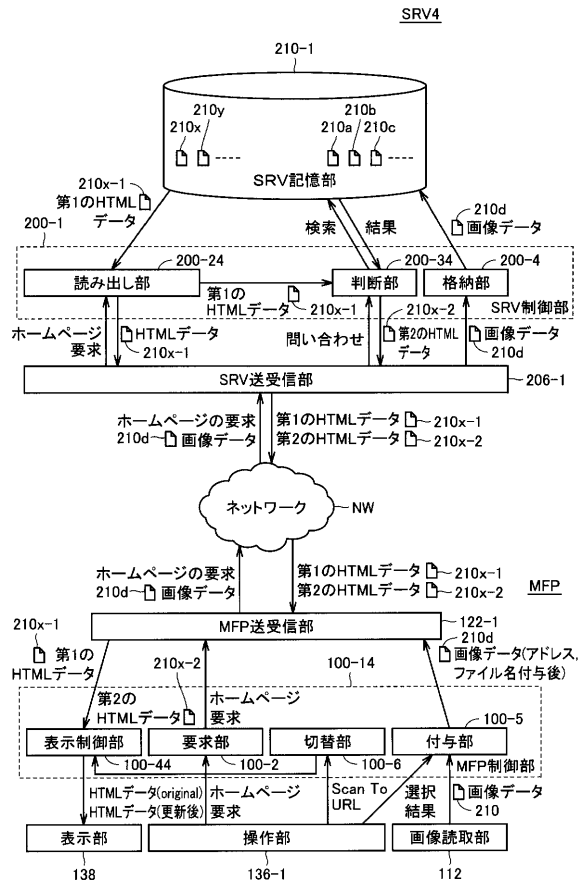 SRV4
210-1
210x
210y
210a
210b
210c
SRV記憶部
210x-1
第1のHTML
データ
検索
結果
210d
画像データ
200-1
200-24
読み出し部
第1の
HTMLデータ
210x-1
200-34
判断部
200-4
格納部
SRV制御部
ホームページ
要求
HTMLデータ
210x-1
問い合わせ
210x-2
第2のHTML
データ
画像データ
210d
SRV送受信部
206-1
ホームページの要求
210d
画像データ
第1のHTMLデータ
210x-1
第2のHTMLデータ
210x-2
ネットワーク
NW
ホームページの要求
210d
画像データ
第1のHTMLデータ
210x-1
第2のHTMLデータ
210x-2
MFP
MFP送受信部
122-1
210x-1
第1の
HTMLデータ
210x-2
第2の
HTMLデータ
ホームページ
要求
100-14
210d
画像データ(アドレス,
ファイル名付与後)
表示制御部
100-44
要求部
100-2
切替部
100-6
付与部
100-5
MFP制御部
HTMLデータ(original)
HTMLデータ(更新後)
ホームページ
要求
Scan To
URL
選択
結果
画像データ
210
表示部
138
操作部
136-1
画像読取部
112